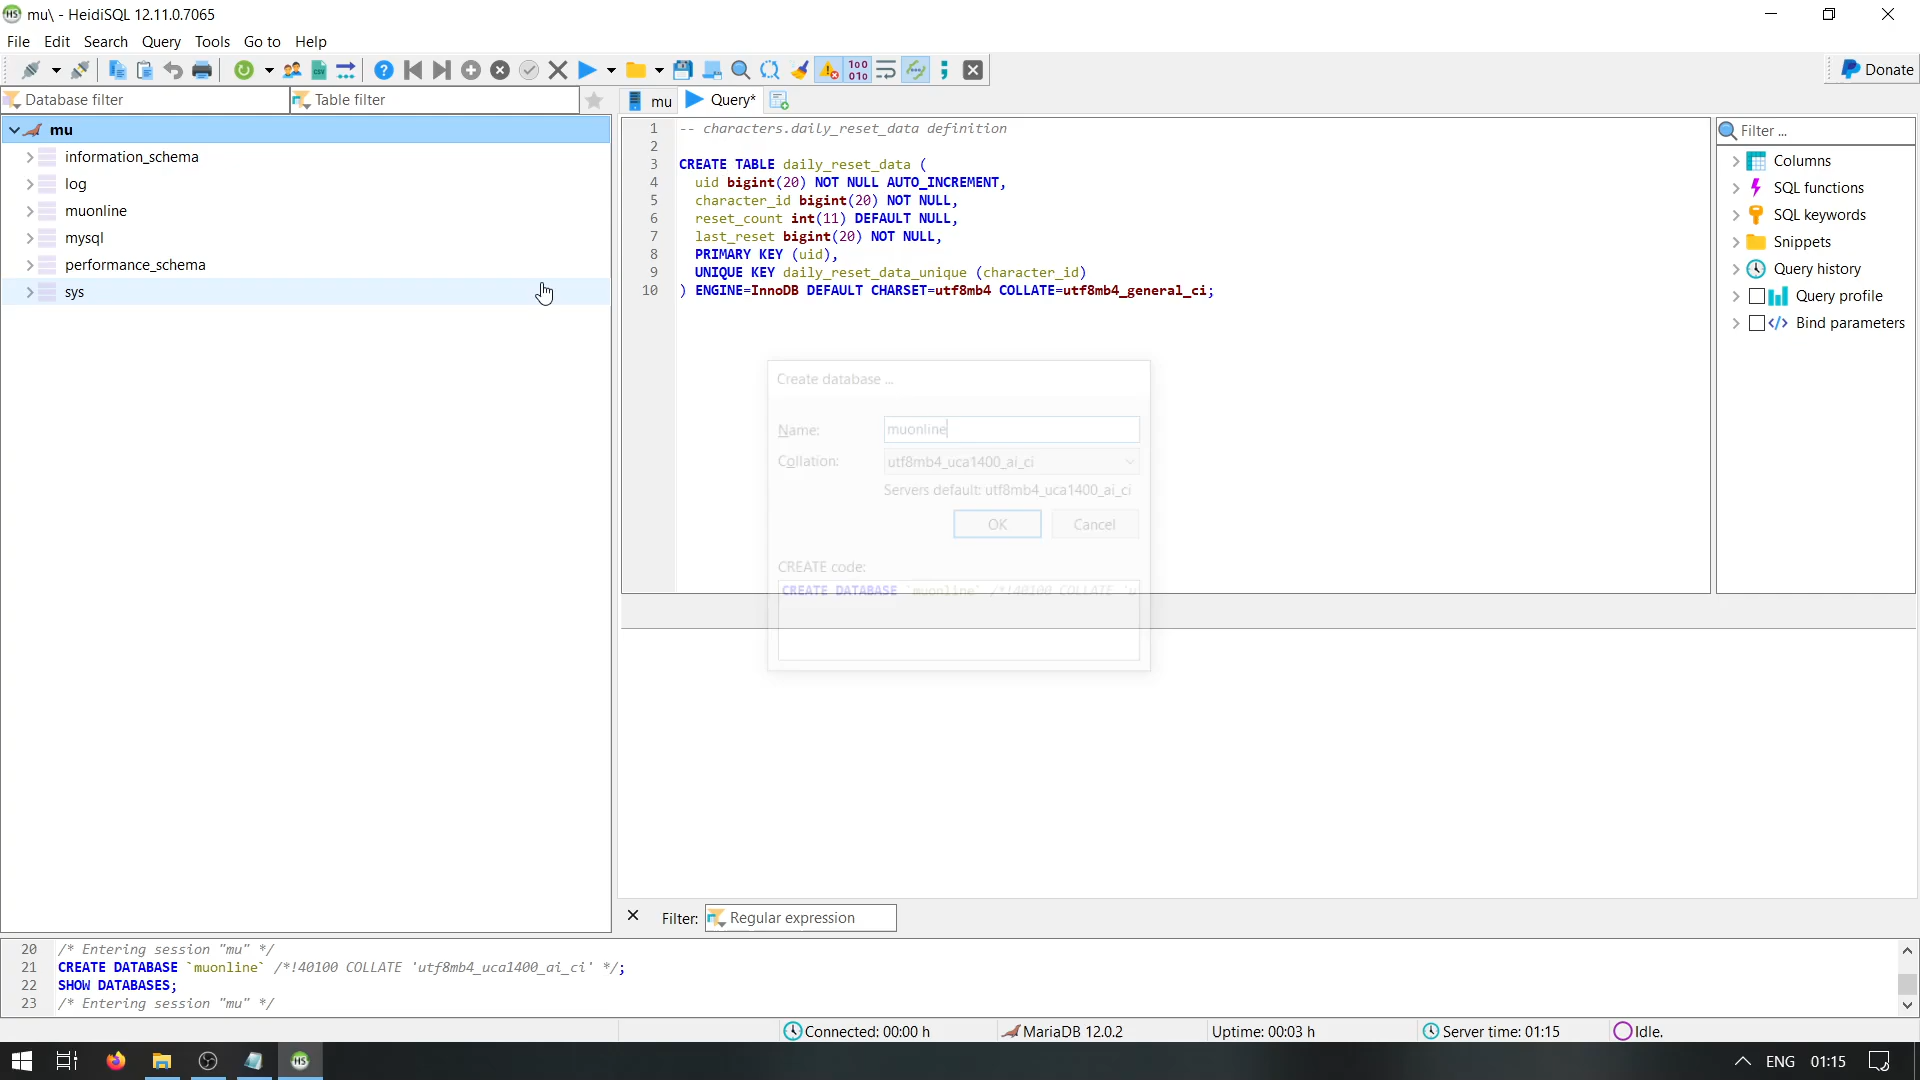 mu\ - HeidiSQL 12.11.0.7065
File Edit Search Query Tools Go to Help
Donate
Database filter
Table filter
mu
Query*
mu
information_schema
log
muonline
mysql
performance_schema
sys
1 -- characters.daily_reset_data definition
2
3 CREATE TABLE daily_reset_data (
4 uid bigint(20) NOT NULL AUTO_INCREMENT,
5 character_id bigint(20) NOT NULL,
6 reset_count int(11) DEFAULT NULL,
7 last_reset bigint(20) NOT NULL,
8 PRIMARY KEY (uid),
9 UNIQUE KEY daily_reset_data_unique (character_id)
10 ) ENGINE=InnoDB DEFAULT CHARSET=utf8mb4 COLLATE=utf8mb4_general_ci;
Filter ...
Columns
SQL functions
SQL keywords
Snippets
Query history
Query profile
Bind parameters
Create database ...
Name: muonline
Collation: utf8mb4_uca1400_ai_ci
Servers default: utf8mb4_uca1400_ai_ci
OK Cancel
CREATE code:
CREATE DATABASE `muonline` /*!40100 COLLATE 'u
Filter: Regular expression
20 /* Entering session "mu" */
21 CREATE DATABASE `muonline` /*!40100 COLLATE 'utf8mb4_uca1400_ai_ci' */;
22 SHOW DATABASES;
23 /* Entering session "mu" */
Connected: 00:00 h
MariaDB 12.0.2
Uptime: 00:03 h
Server time: 01:15
Idle.
HS
ENG 01:15